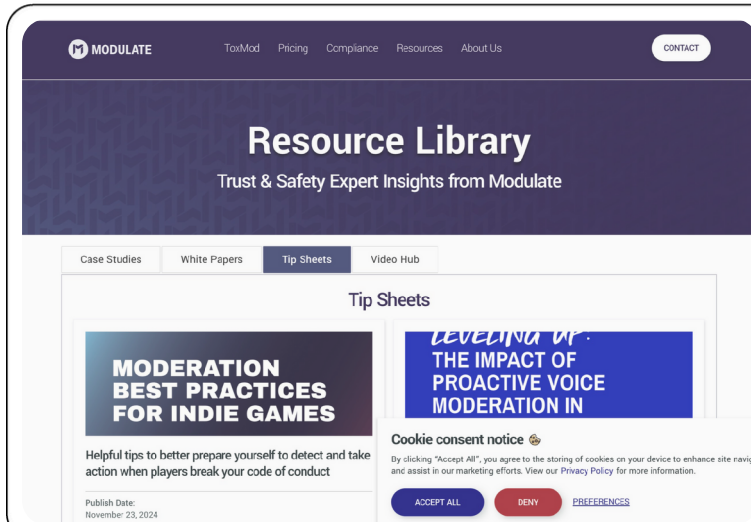 MODULATE
ToxMod
Pricing
Compliance
Resources
About Us
CONTACT
Resource Library
Trust & Safety Expert Insights from Modulate
Case Studies
White Papers
Tip Sheets
Video Hub
Tip Sheets
MODERATION
BEST PRACTICES
FOR INDIE GAMES
Helpful tips to better prepare yourself to detect and take
action when players break your code of conduct
Publish Date:
November 23, 2024
LEVELING UP:
THE IMPACT OF
PROACTIVE VOICE
MODERATION IN
Cookie consent notice
By clicking "Accept All", you agree to the storing of cookies on your device to enhance site navig
and assist in our marketing efforts. View our Privacy Policy for more information.
ACCEPT ALL
DENY
PREFERENCES